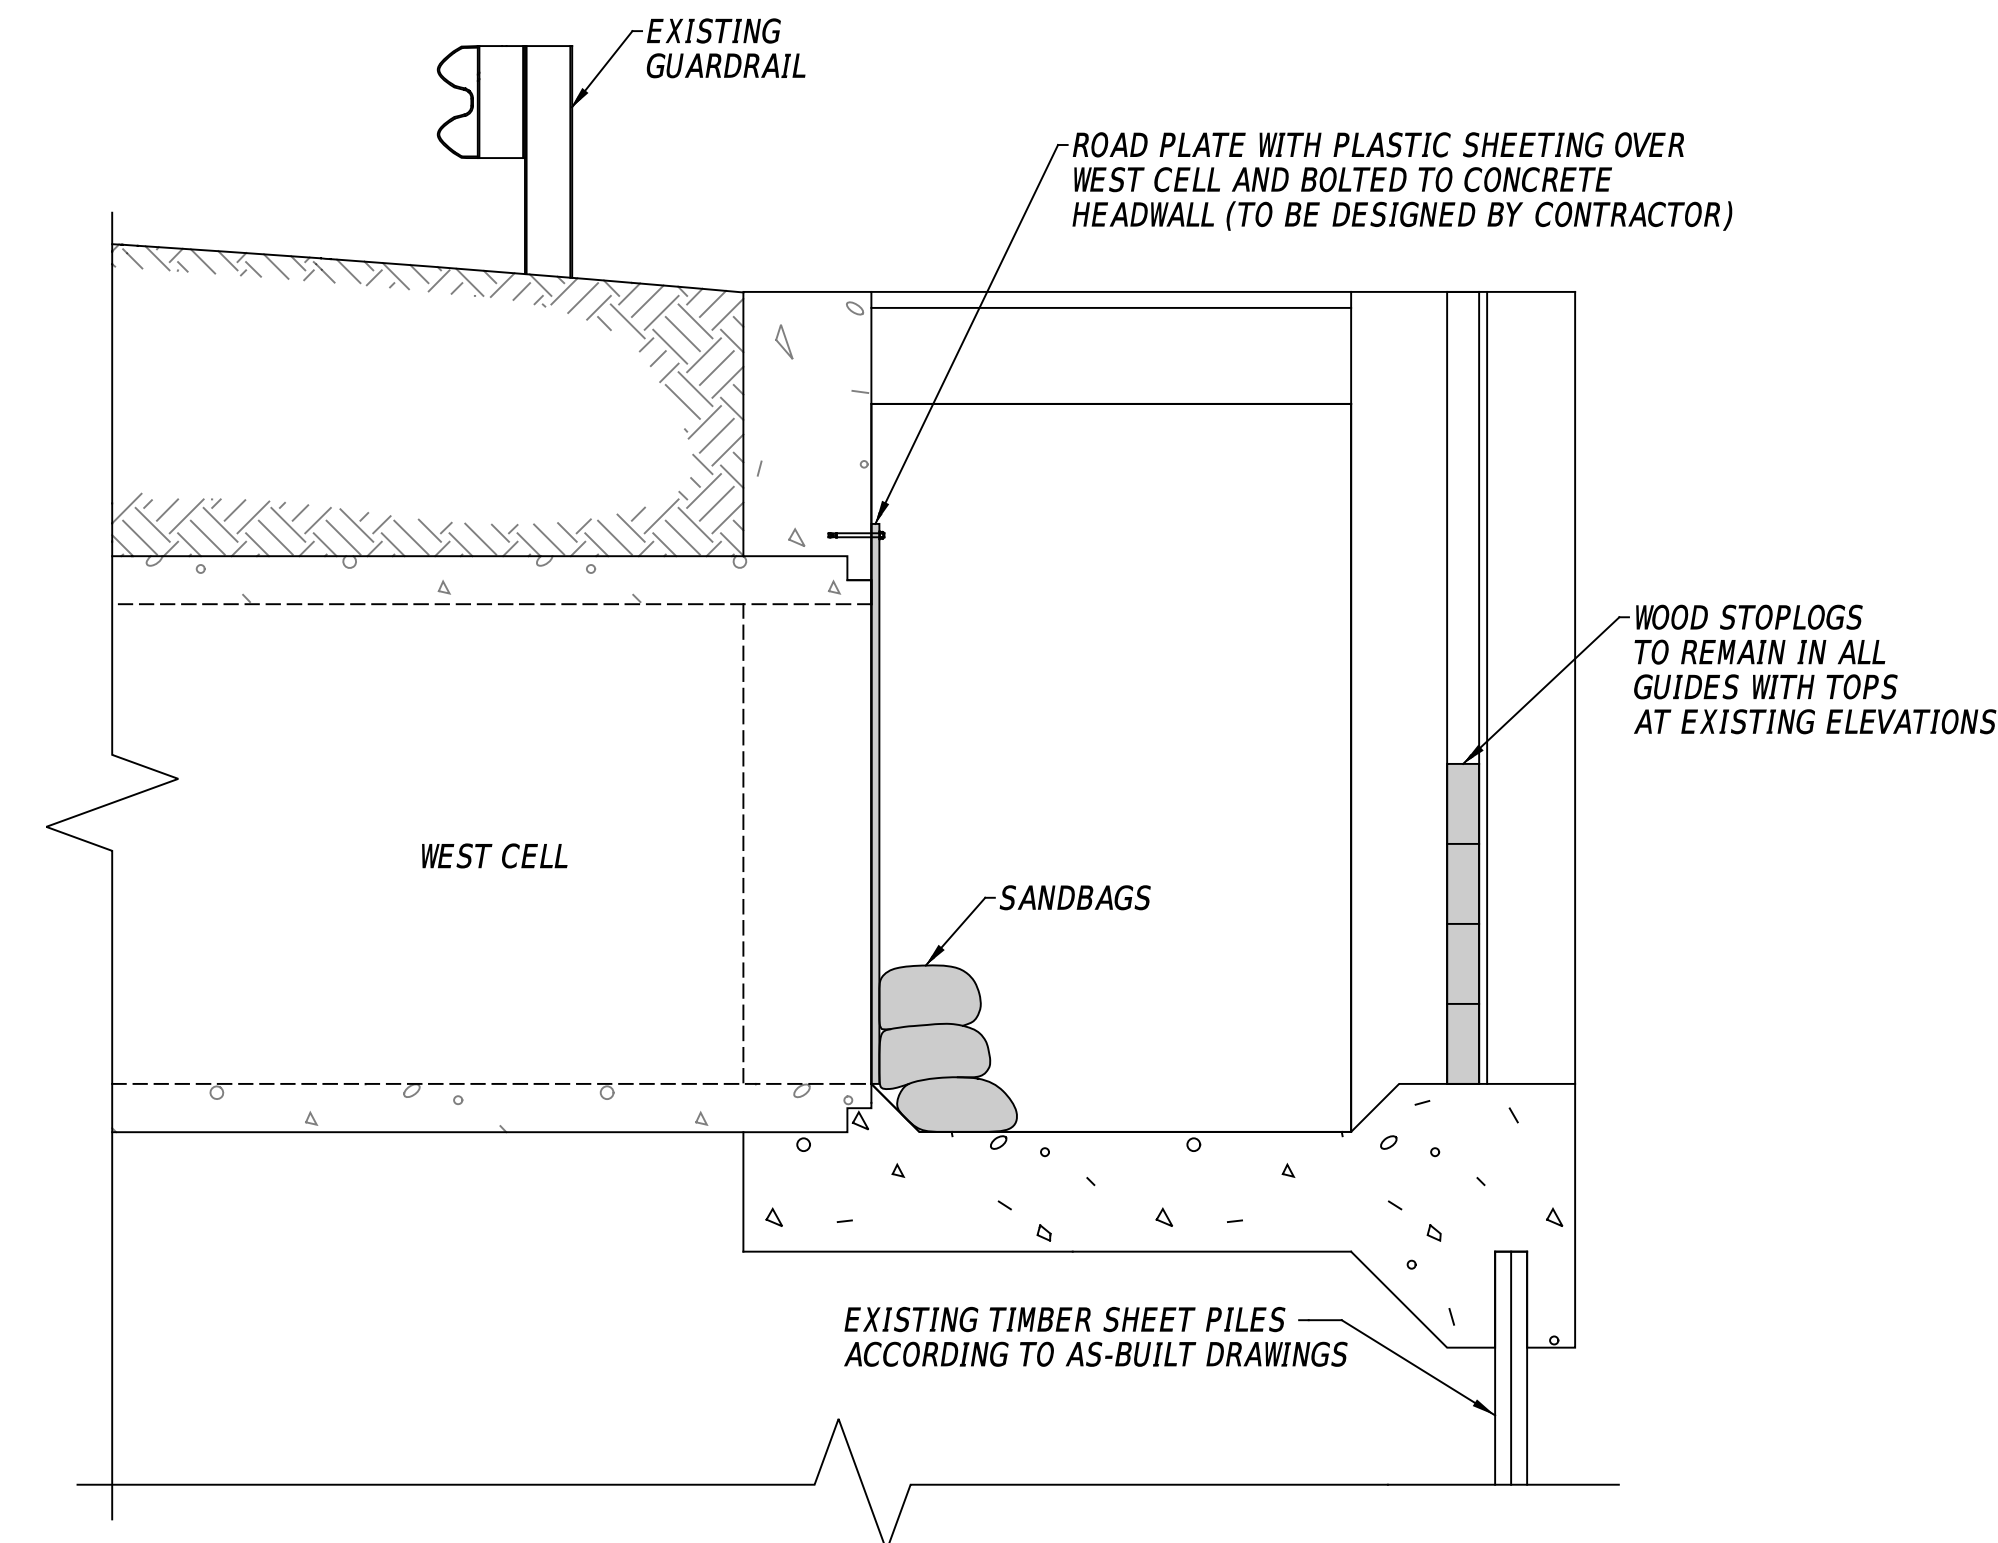 EXISTING
GUARDRAIL
ROAD PLATE WITH PLASTIC SHEETING OVER
WEST CELL AND BOLTED TO CONCRETE
HEADWALL (TO BE DESIGNED BY CONTRACTOR)
WOOD STOPLOGS
TO REMAIN IN ALL
GUIDES WITH TOPS
AT EXISTING ELEVATIONS
WEST CELL
SANDBAGS
EXISTING TIMBER SHEET PILES
ACCORDING TO AS-BUILT DRAWINGS